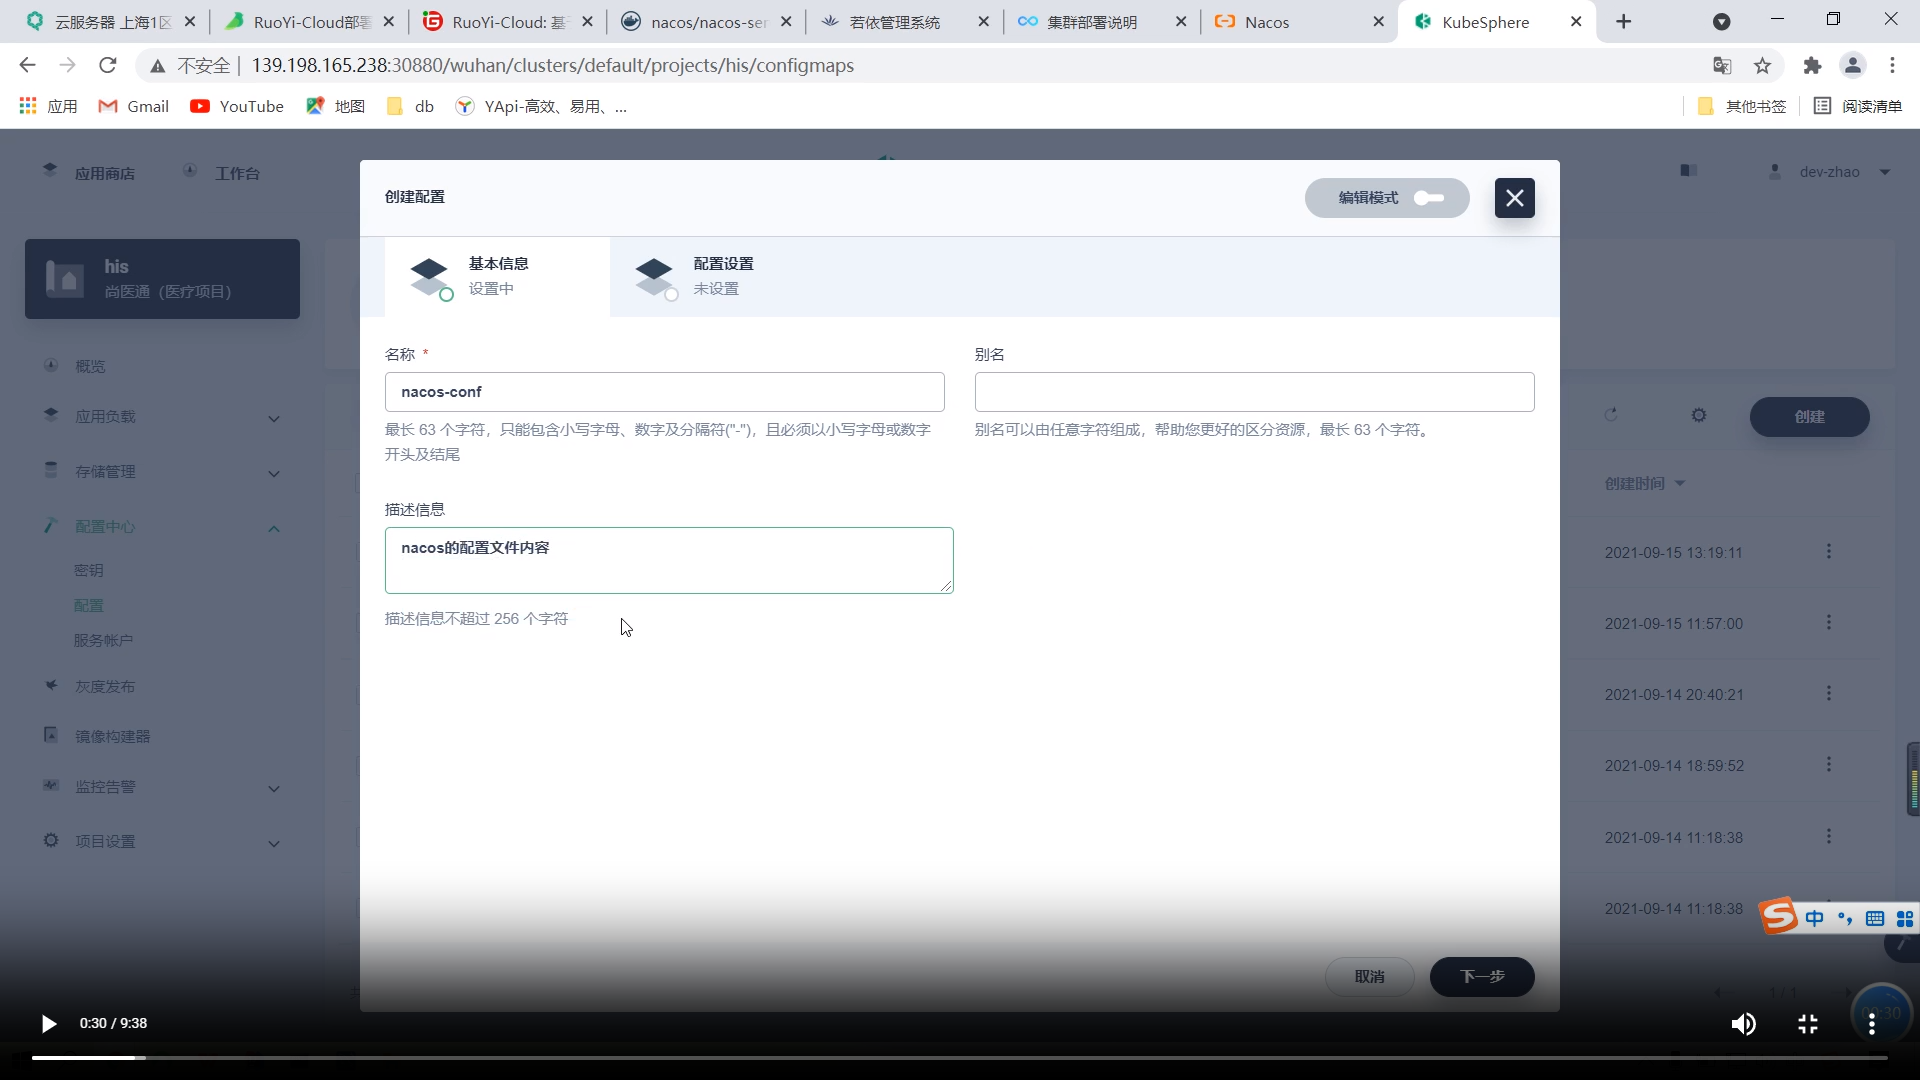 云服务器 上海1区
RuoYi-Cloud部署
RuoYi-Cloud: 基于
nacos/nacos-ser
若依管理系统
集群部署说明
Nacos
KubeSphere
不安全
139.198.165.238:30880/wuhan/clusters/default/projects/his/configmaps
应用
Gmail
YouTube
地图
db
YApi-高效、易用、...
其他书签
阅读清单
应用商店
工作台
dev-zhao
创建配置
编辑模式
his
尚医通（医疗项目）
基本信息
设置中
配置设置
未设置
概览
应用负载
存储管理
配置中心
密钥
配置
服务帐户
灰度发布
镜像构建器
监控告警
项目设置
名称 *
nacos-conf
最长 63 个字符，只能包含小写字母、数字及分隔符("-")，且必须以小写字母或数字
开头及结尾
别名
别名可以由任意字符组成，帮助您更好的区分资源，最长 63 个字符。
描述信息
nacos的配置文件内容
描述信息不超过 256 个字符
创建
创建时间
2021-09-15 13:19:11
2021-09-15 11:57:00
2021-09-14 20:40:21
2021-09-14 18:59:52
2021-09-14 11:18:38
2021-09-14 11:18:38
中
取消
下一步
1 / 1
00:30
0:30 / 9:38